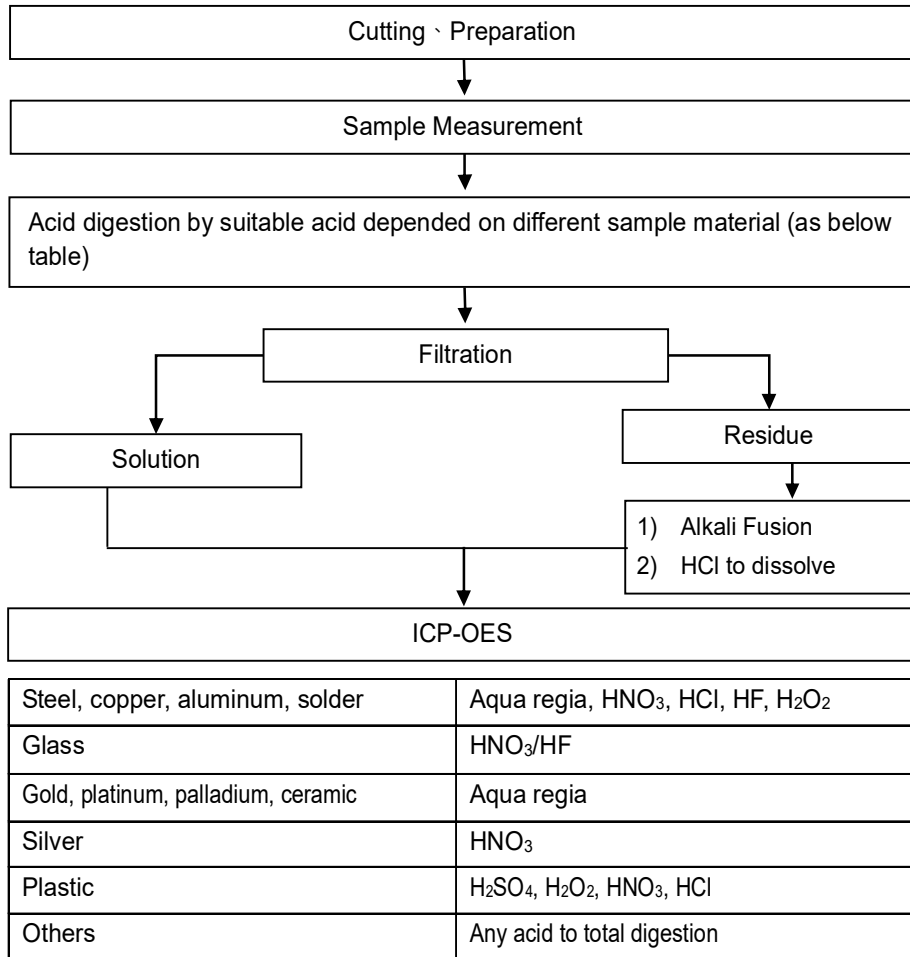 Cutting、Preparation
Sample Measurement
Acid digestion by suitable acid depended on different sample material (as below
table)
Filtration
Solution
Residue
1) Alkali Fusion
2) HCl to dissolve
ICP-OES
Steel, copper, aluminum, solder Aqua regia, HNO₃, HCl, HF, H₂O₂
Glass HNO₃/HF
Gold, platinum, palladium, ceramic Aqua regia
Silver HNO₃
Plastic H₂SO₄, H₂O₂, HNO₃, HCl
Others Any acid to total digestion